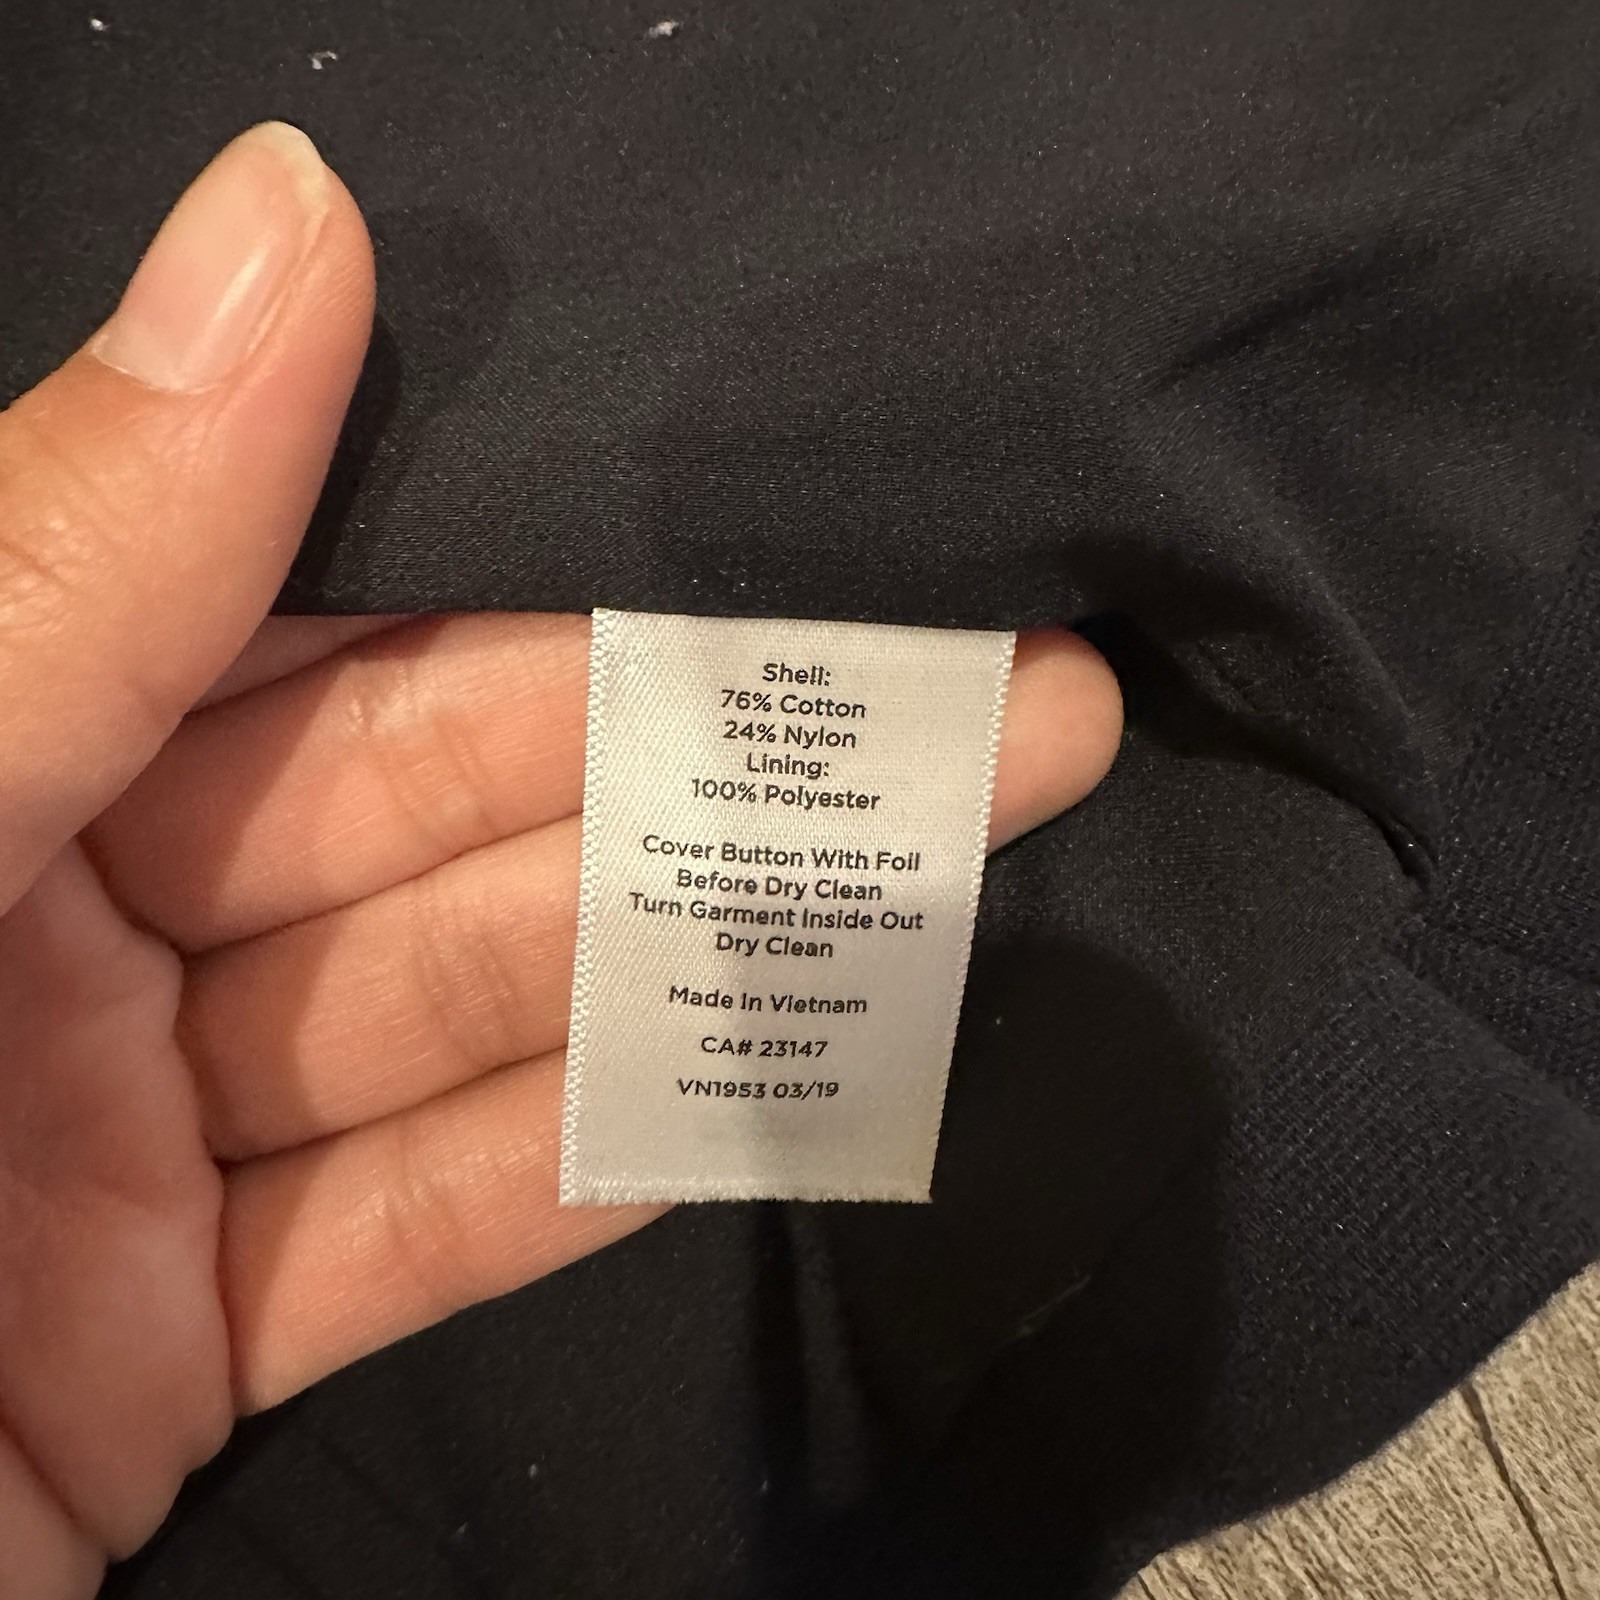 Shell:
76% Cotton
24% Nylon
Lining:
100% Polyester
Cover Button With Foil
Before Dry Clean
Turn Garment Inside Out
Dry Clean
Made In Vietnam
CA# 23147
VN1953 03/19